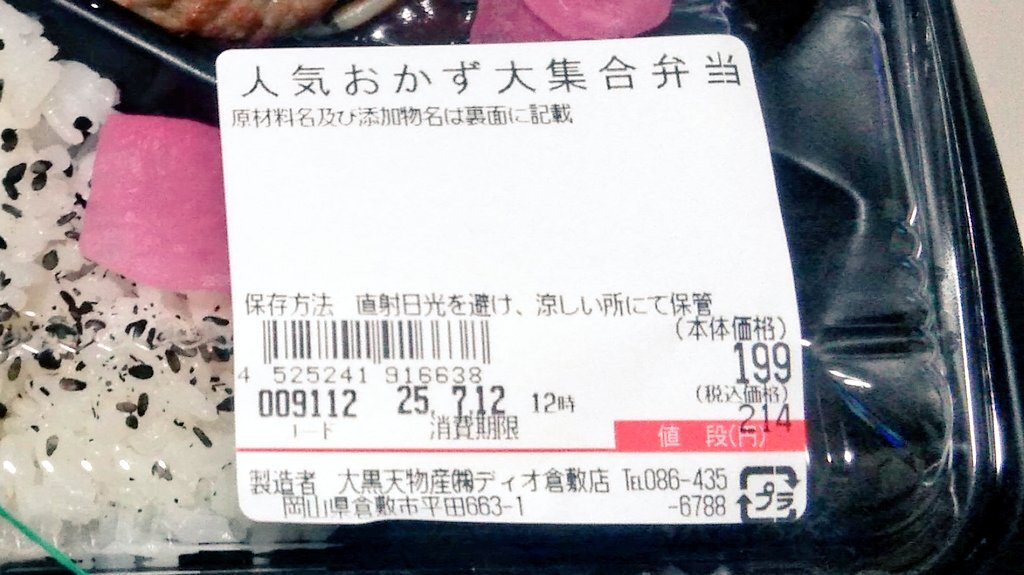 人気おかず大集合弁当
原材料名及び添加物名は裏面に記載
保存方法　直射日光を避け、涼しい所にて保管
(本体価格)
199
4 525241 916638
(税込価格)
214
009112 25. 7.12 12時
コード 消費期限
値 段(円)
製造者 大黒天物産㈱ディオ倉敷店 ℡086-435
岡山県倉敷市平田663-1 -6788
プラ